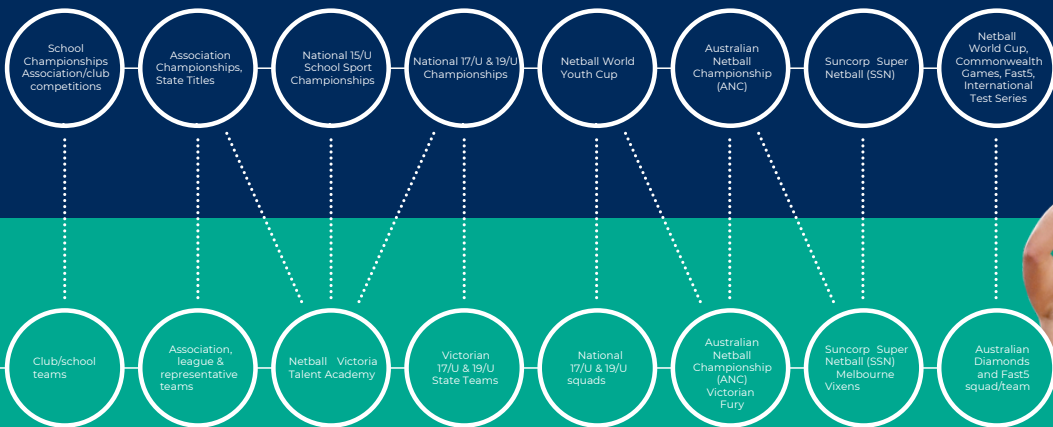 School
Championships
Association/club
competitions
Association
Championships,
State Titles
National 15/U
School Sport
Championships
National 17/U & 19/U
Championships
Netball World
Youth Cup
Australian
Netball
Championship
(ANC)
Suncorp Super
Netball (SSN)
Netball
World Cup,
Commonwealth
Games, Fast5,
International
Test Series
Club/school
teams
Association,
league &
representative
teams
Netball Victoria
Talent Academy
Victorian
17/U & 19/U
State Teams
National
17/U & 19/U
squads
Australian
Netball
Championship
(ANC)
Victorian
Fury
Suncorp Super
Netball (SSN)
Melbourne
Vixens
Australian
Diamonds
and Fast5
squad/team